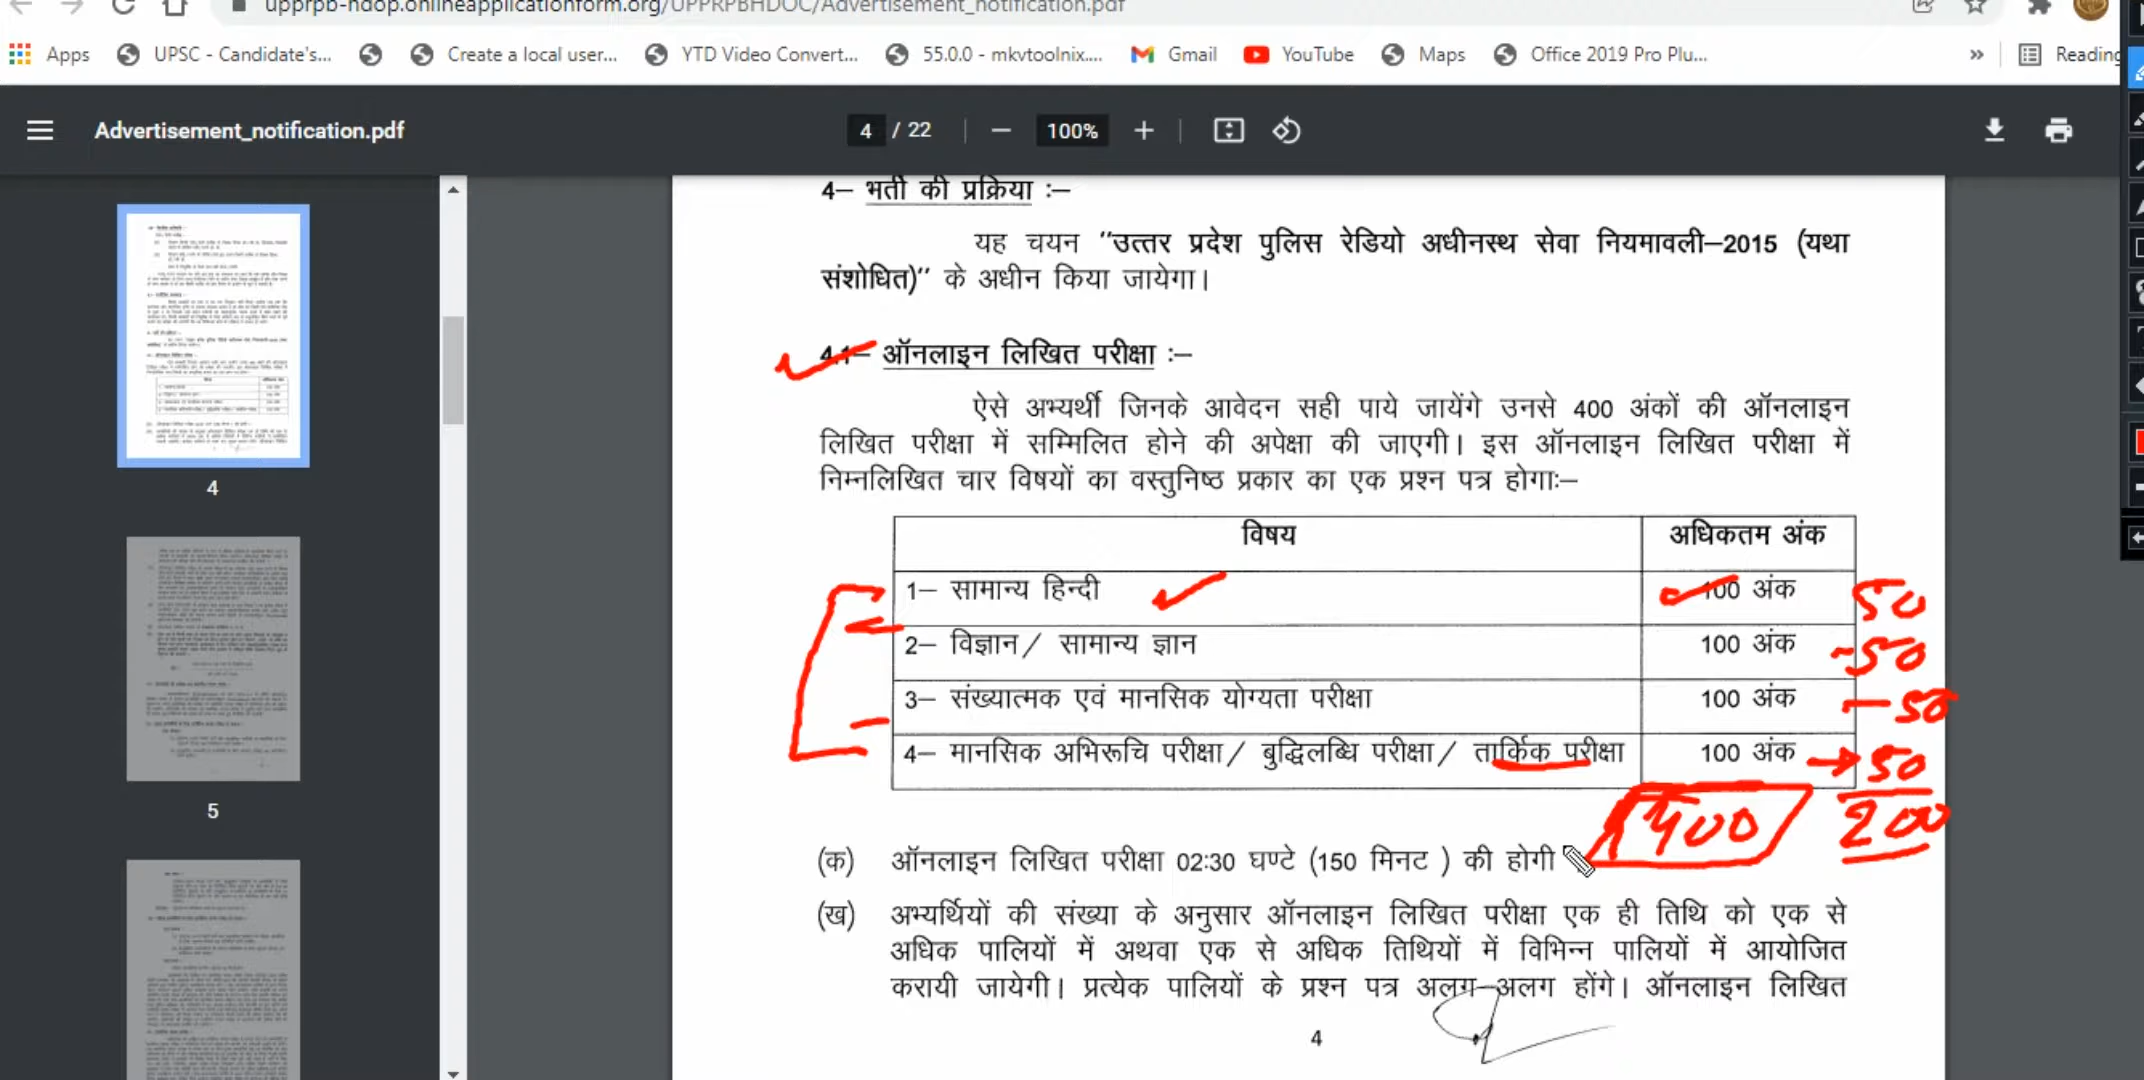 upprpb-hdop.onlineapplicationform.org/UPPRPBHDOC/Advertisement_notification.pdf
Apps UPSC - Candidate's... Create a local user... YTD Video Convert... 55.0.0 - mkvtoolnix.... Gmail YouTube Maps Office 2019 Pro Plu... » Reading
Advertisement_notification.pdf 4 / 22 100%
4
5
4– भर्ती की प्रक्रिया :–
यह चयन "उत्तर प्रदेश पुलिस रेडियो अधीनस्थ सेवा नियमावली–2015 (यथा
संशोधित)" के अधीन किया जायेगा।
4.1– ऑनलाइन लिखित परीक्षा :–
ऐसे अभ्यर्थी जिनके आवेदन सही पाये जायेंगे उनसे 400 अंकों की ऑनलाइन
लिखित परीक्षा में सम्मिलित होने की अपेक्षा की जाएगी। इस ऑनलाइन लिखित परीक्षा में
निम्नलिखित चार विषयों का वस्तुनिष्ठ प्रकार का एक प्रश्न पत्र होगाः–
विषय अधिकतम अंक
1– सामान्य हिन्दी 100 अंक 50
2– विज्ञान/ सामान्य ज्ञान 100 अंक -50
3– संख्यात्मक एवं मानसिक योग्यता परीक्षा 100 अंक -50
4– मानसिक अभिरूचि परीक्षा/ बुद्धिलब्धि परीक्षा/ तार्किक परीक्षा 100 अंक →50
400 200
(क) ऑनलाइन लिखित परीक्षा 02:30 घण्टे (150 मिनट ) की होगी
(ख) अभ्यर्थियों की संख्या के अनुसार ऑनलाइन लिखित परीक्षा एक ही तिथि को एक से
अधिक पालियों में अथवा एक से अधिक तिथियों में विभिन्न पालियों में आयोजित
करायी जायेगी। प्रत्येक पालियों के प्रश्न पत्र अलग–अलग होंगे। ऑनलाइन लिखित
4